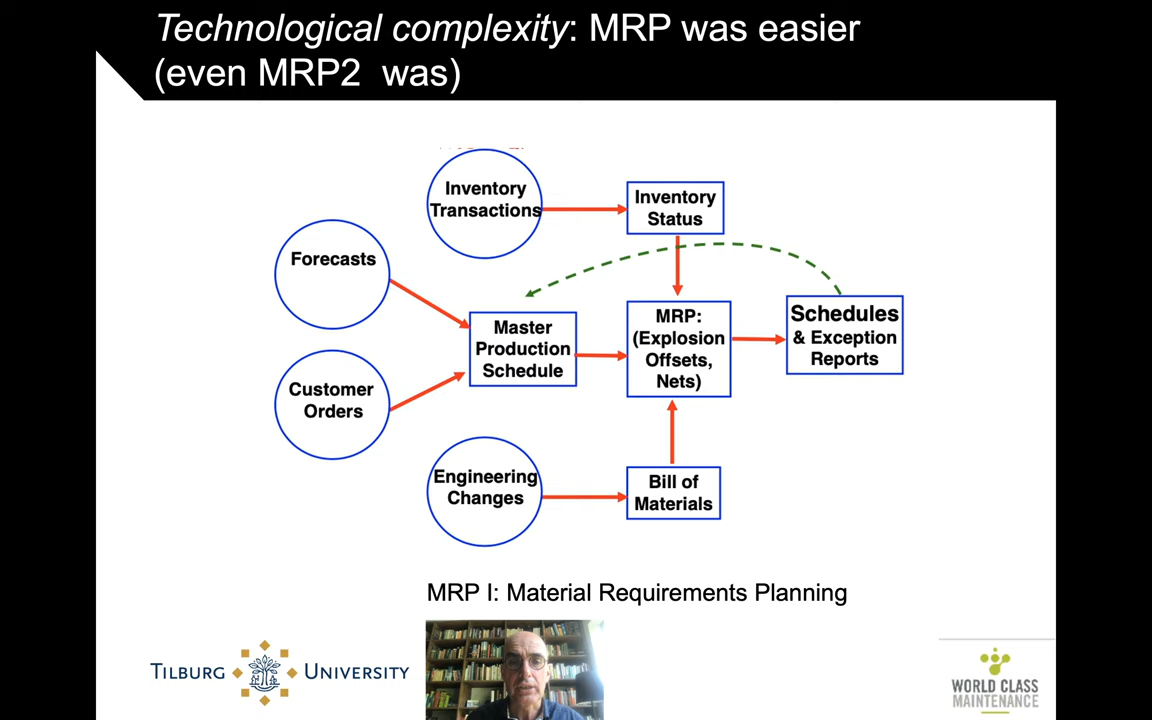 Technological complexity: MRP was easier
(even MRP2 was)
Inventory
Transactions
Inventory
Status
Forecasts
Master
Production
Schedule
MRP:
(Explosion
Offsets,
Nets)
Schedules
& Exception
Reports
Customer
Orders
Engineering
Changes
Bill of
Materials
MRP I: Material Requirements Planning
TILBURG UNIVERSITY
WORLD CLASS
MAINTENANCE